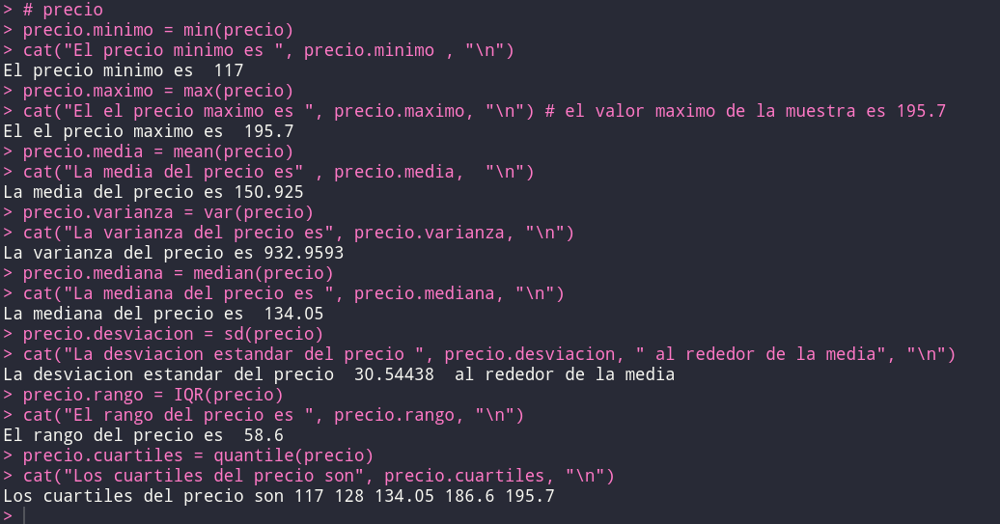 > # precio
> precio.minimo = min(precio)
> cat("El precio minimo es ", precio.minimo , "\n")
El precio minimo es  117
> precio.maximo = max(precio)
> cat("El el precio maximo es ", precio.maximo, "\n") # el valor maximo de la muestra es 195.7
El el precio maximo es  195.7
> precio.media = mean(precio)
> cat("La media del precio es" , precio.media,  "\n")
La media del precio es 150.925
> precio.varianza = var(precio)
> cat("La varianza del precio es", precio.varianza, "\n")
La varianza del precio es 932.9593
> precio.mediana = median(precio)
> cat("La mediana del precio es ", precio.mediana, "\n")
La mediana del precio es  134.05
> precio.desviacion = sd(precio)
> cat("La desviacion estandar del precio ", precio.desviacion, " al rededor de la media", "\n")
La desviacion estandar del precio  30.54438  al rededor de la media
> precio.rango = IQR(precio)
> cat("El rango del precio es ", precio.rango, "\n")
El rango del precio es  58.6
> precio.cuartiles = quantile(precio)
> cat("Los cuartiles del precio son", precio.cuartiles, "\n")
Los cuartiles del precio son 117 128 134.05 186.6 195.7
>